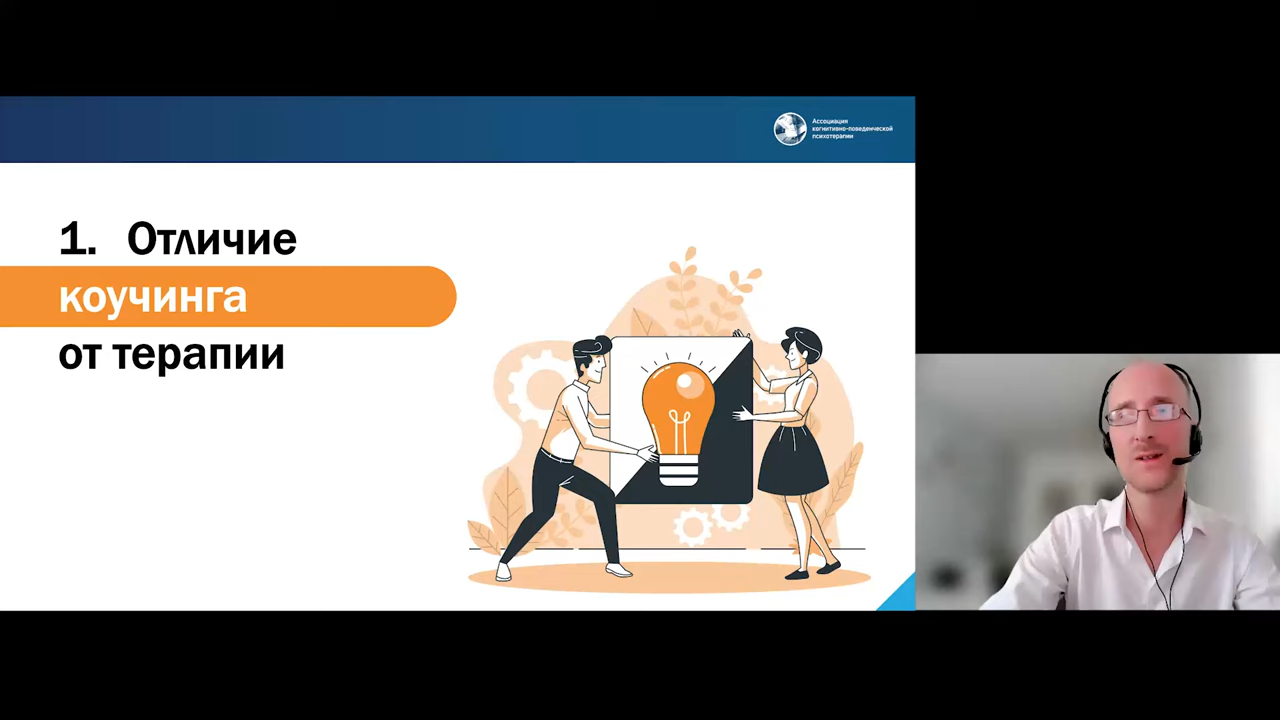 Ассоциация
когнитивно-поведенческой
психотерапии
1. Отличие
коучинга
от терапии